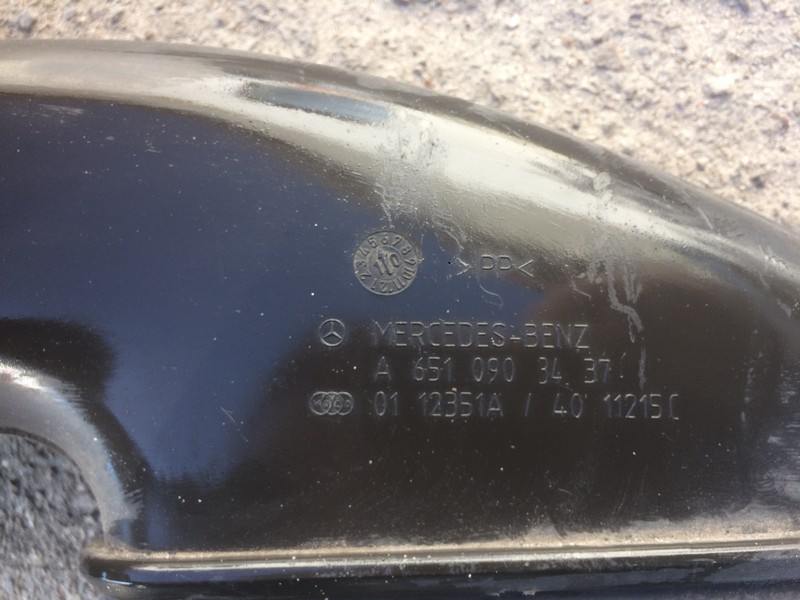 >PP<
MERCEDES-BENZ
A 651 090 34 37
01 12351A / 40 11215C